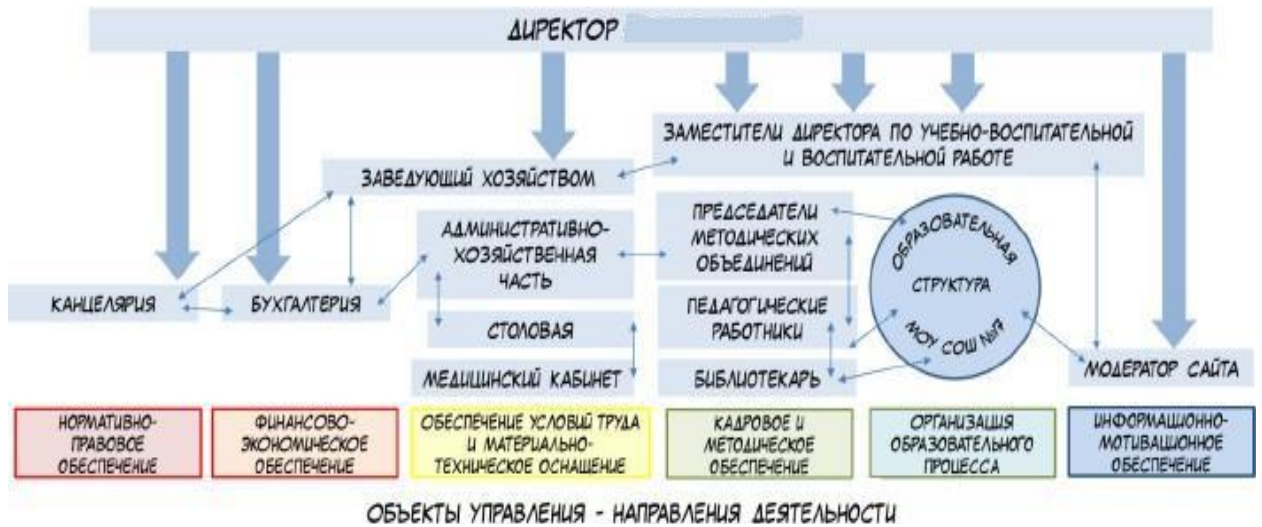 ДИРЕКТОР
ЗАМЕСТИТЕЛИ ДИРЕКТОРА ПО УЧЕБНО-ВОСПИТАТЕЛЬНОЙ
И ВОСПИТАТЕЛЬНОЙ РАБОТЕ
ЗАВЕДУЮЩИЙ ХОЗЯЙСТВОМ
АДМИНИСТРАТИВНО-
ХОЗЯЙСТВЕННАЯ
ЧАСТЬ
ПРЕДСЕДАТЕЛИ
МЕТОДИЧЕСКИХ
ОБЪЕДИНЕНИЙ
ОБРАЗОВАТЕЛЬНАЯ
СТРУКТУРА
МОУ СОШ №17
КАНЦЕЛЯРИЯ
БУХГАЛТЕРИЯ
СТОЛОВАЯ
ПЕДАГОГИЧЕСКИЕ
РАБОТНИКИ
МЕДИЦИНСКИЙ КАБИНЕТ
БИБЛИОТЕКАРЬ
МОДЕРАТОР САЙТА
НОРМАТИВНО-
ПРАВОВОЕ
ОБЕСПЕЧЕНИЕ
ФИНАНСОВО-
ЭКОНОМИЧЕСКОЕ
ОБЕСПЕЧЕНИЕ
ОБЕСПЕЧЕНИЕ УСЛОВИЙ ТРУДА
И МАТЕРИАЛЬНО-
ТЕХНИЧЕСКОЕ ОСНАЩЕНИЕ
КАДРОВОЕ И
МЕТОДИЧЕСКОЕ
ОБЕСПЕЧЕНИЕ
ОРГАНИЗАЦИЯ
ОБРАЗОВАТЕЛЬНОГО
ПРОЦЕССА
ИНФОРМАЦИОННО-
МОТИВАЦИОННОЕ
ОБЕСПЕЧЕНИЕ
ОБЪЕКТЫ УПРАВЛЕНИЯ - НАПРАВЛЕНИЯ ДЕЯТЕЛЬНОСТИ